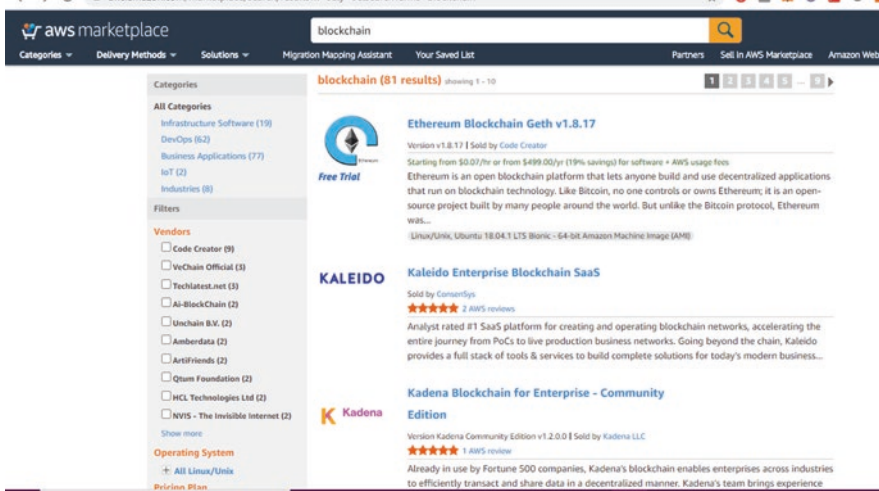 aws marketplace
blockchain
Categories
Delivery Methods
Solutions
Migration Mapping Assistant
Your Saved List
Partners
Sell in AWS Marketplace
Amazon Web
Categories
All Categories
Infrastructure Software (19)
DevOps (62)
Business Applications (77)
IoT (2)
Industries (8)
Filters
Vendors
Code Creator (9)
VeChain Official (3)
Techlatest.net (3)
Ai-BlockChain (2)
Unchain B.V. (2)
Amberdata (2)
ArtiFriends (2)
Qtum Foundation (2)
HCL Technologies Ltd (2)
NVIS - The Invisible Internet (2)
Show more
Operating System
+ All Linux/Unix
Pricing Plan
blockchain (81 results) showing 1 - 10
1 2 3 4 5 ... 9
Ethereum
Free Trial
Ethereum Blockchain Geth v1.8.17
Version v1.8.17 | Sold by Code Creator
Starting from $0.07/hr or from $499.00/yr (19% savings) for software + AWS usage fees
Ethereum is an open blockchain platform that lets anyone build and use decentralized applications
that run on blockchain technology. Like Bitcoin, no one controls or owns Ethereum; it is an open-
source project built by many people around the world. But unlike the Bitcoin protocol, Ethereum
was...
Linux/Unix, Ubuntu 18.04.1 LTS Bionic - 64-bit Amazon Machine Image (AMI)
KALEIDO
Kaleido Enterprise Blockchain SaaS
Sold by ConsenSys
2 AWS reviews
Analyst rated #1 SaaS platform for creating and operating blockchain networks, accelerating the
entire journey from PoCs to live production business networks. Going beyond the chain, Kaleido
provides a full stack of tools & services to build complete solutions for today's modern business...
Kadena
Kadena Blockchain for Enterprise - Community
Edition
Version Kadena Community Edition v1.2.0.0 | Sold by Kadena LLC
1 AWS review
Already in use by Fortune 500 companies, Kadena's blockchain enables enterprises across industries
to efficiently transact and share data in a decentralized manner. Kadena's team brings experience